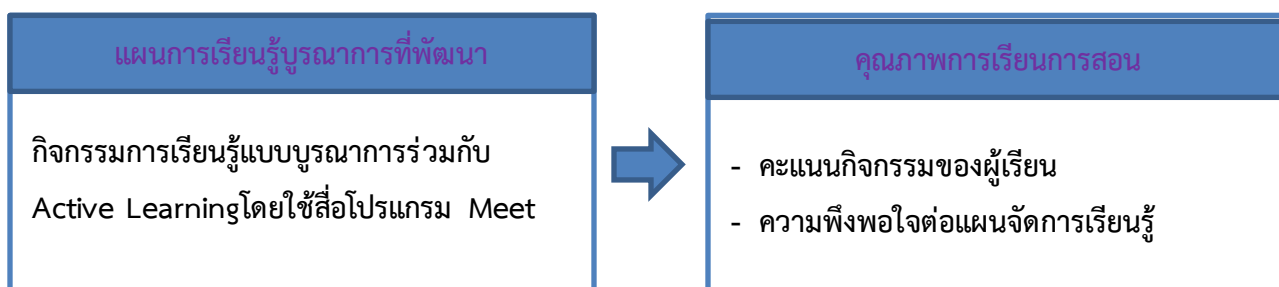 แผนการเรียนรู้บูรณาการที่พัฒนา
กิจกรรมการเรียนรู้แบบบูรณาการร่วมกับ
Active Learningโดยใช้สื่อโปรแกรม Meet
คุณภาพการเรียนการสอน
- คะแนนกิจกรรมของผู้เรียน
- ความพึงพอใจต่อแผนจัดการเรียนรู้